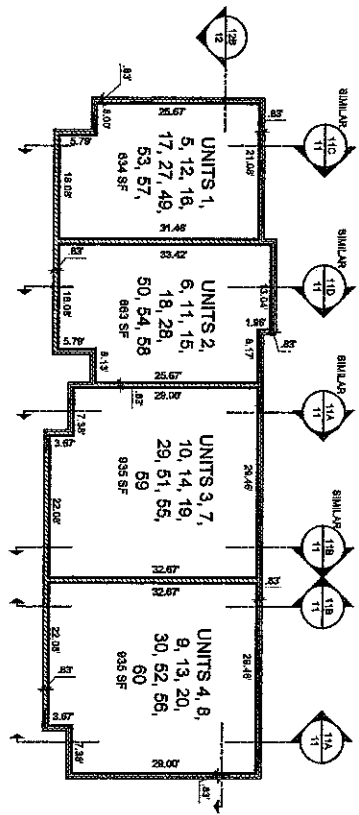 12B
12
SIMILAR
11C
11
SIMILAR
11D
11
SIMILAR
11A
11
SIMILAR
11B
11
11B
11
11A
11
.83'
25.67'
.83'
21.08'
6.00'
5.79'
18.08'
31.46'
UNITS 1,
5, 12, 16,
17, 27, 49,
53, 57,
634 SF
33.42'
13.04'
1.96'
.83'
8.17'
.83'
18.08'
5.79'
8.13'
25.67'
UNITS 2,
6, 11, 15,
18, 28,
50, 54, 58
663 SF
29.00'
.83'
29.46'
7.38'
3.67'
22.08'
32.67'
UNITS 3, 7,
10, 14, 19,
29, 51, 55,
59
935 SF
.83'
32.67'
29.46'
22.08'
.83'
3.67'
7.38'
29.00'
.83'
UNITS 4, 8,
9, 13, 20,
30, 52, 56,
60
935 SF